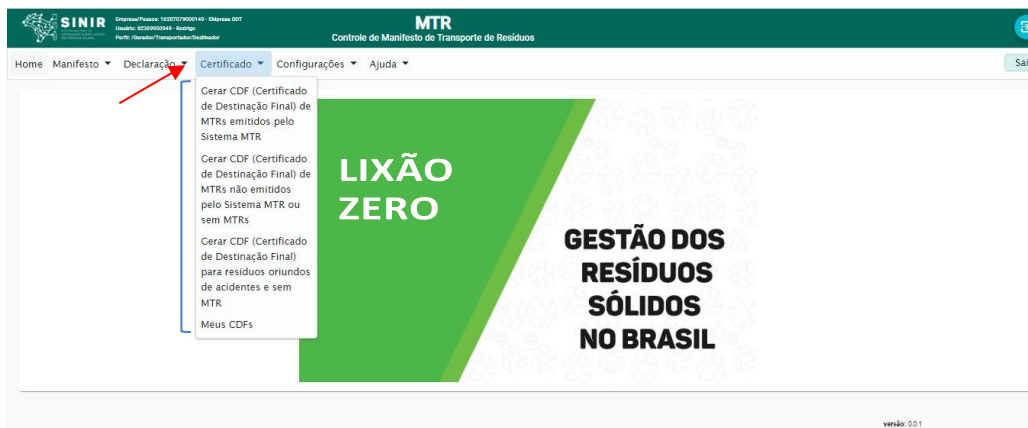 SINIR
Empresa/Pessoa: 10257079000149 - EMpresa DDT
Usuário: 82289950949 - Rodrigo
Perfil: /Gerador/Transportador/Destinador
MTR
Controle de Manifesto de Transporte de Resíduos
Home Manifesto Declaração Certificado Configurações Ajuda
Sai
Gerar CDF (Certificado
de Destinação Final) de
MTRs emitidos pelo
Sistema MTR
Gerar CDF (Certificado
de Destinação Final) de
MTRs não emitidos
pelo Sistema MTR ou
sem MTRs
Gerar CDF (Certificado
de Destinação Final)
para residuos oriundos
de acidentes e sem
MTR
Meus CDFs
LIXÃO
ZERO
GESTÃO DOS
RESÍDUOS
SÓLIDOS
NO BRASIL
versão: 0.0.1